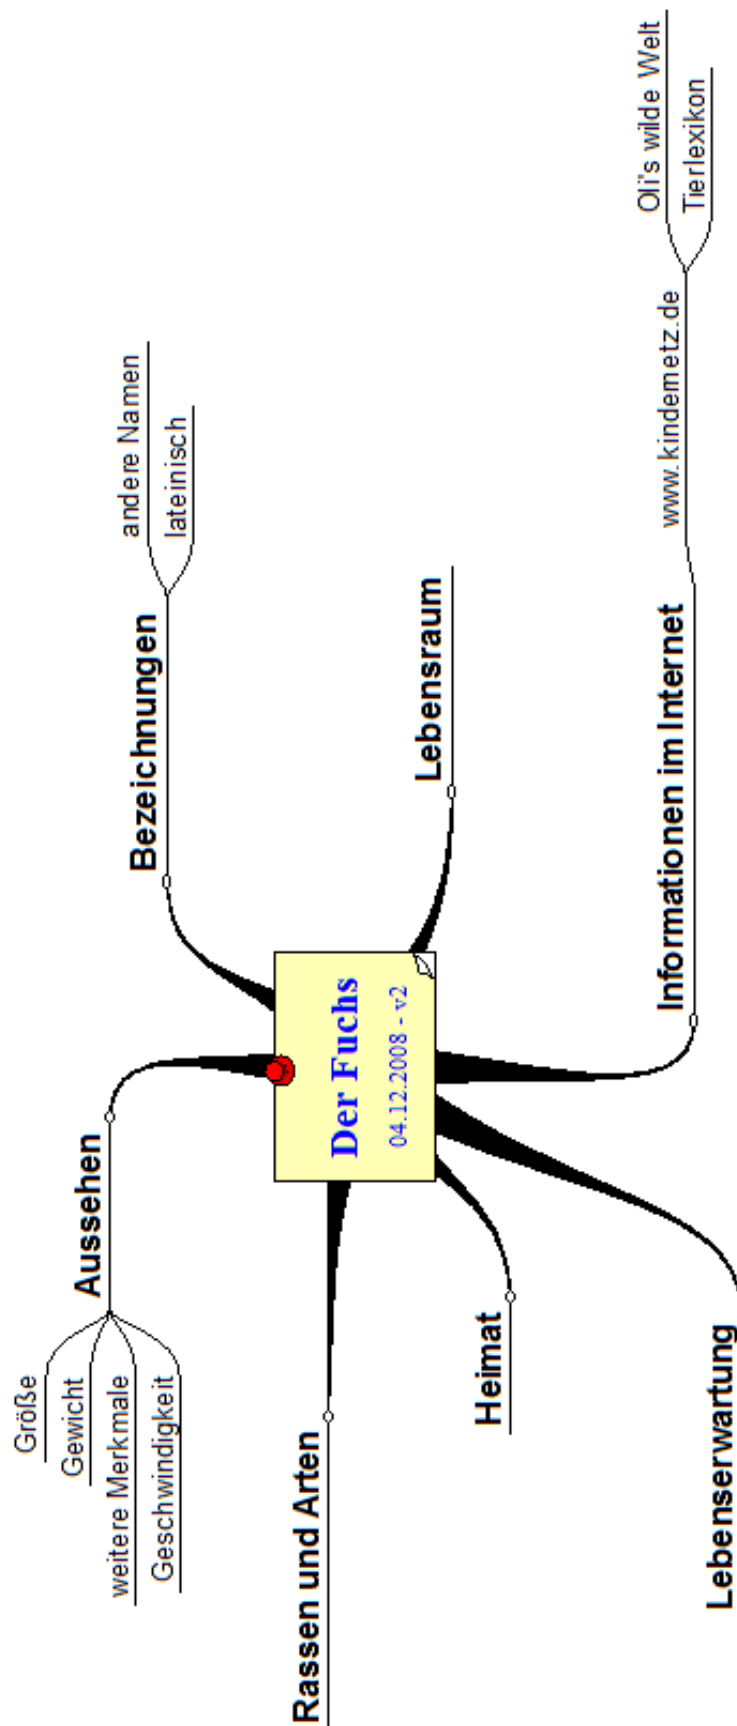 Der Fuchs
04.12.2008 - v2
Bezeichnungen
andere Namen
lateinisch
Lebensraum
Informationen im Internet
www.kindernetz.de
Oli's wilde Welt
Tierlexikon
Aussehen
Größe
Gewicht
weitere Merkmale
Geschwindigkeit
Rassen und Arten
Heimat
Lebenserwartung